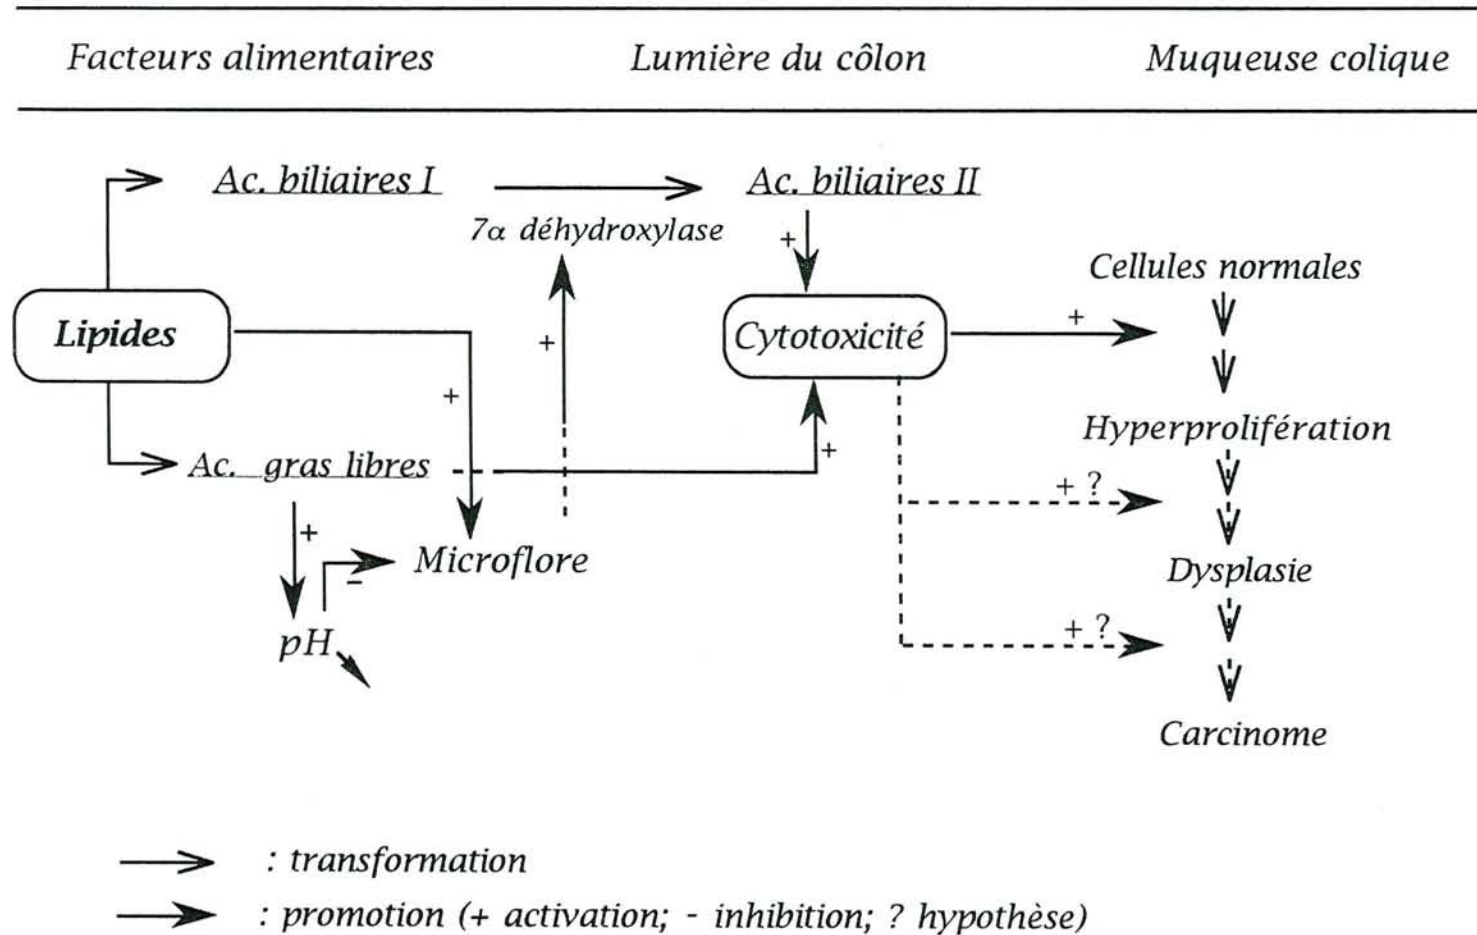 Facteurs alimentaires
Lumière du côlon
Muqueuse colique
Ac. biliaires I
Ac. biliaires II
7α déhydroxylase
+
Cellules normales
Lipides
+
Cytotoxicité
+
+
Hyperprolifération
Ac. gras libres
+
+ ?
+
Microflore
-
Dysplasie
pH
+ ?
Carcinome
: transformation
: promotion (+ activation; - inhibition; ? hypothèse)